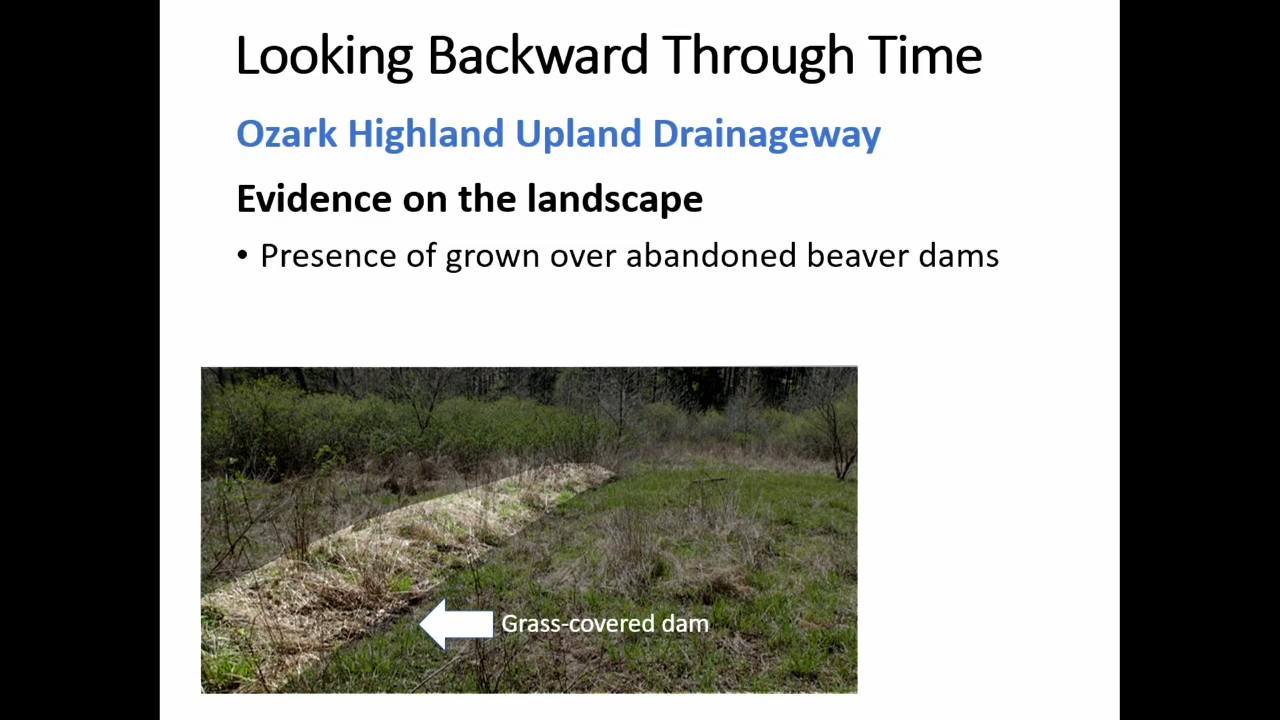 Looking Backward Through Time
Ozark Highland Upland Drainageway
Evidence on the landscape
• Presence of grown over abandoned beaver dams
Grass-covered dam